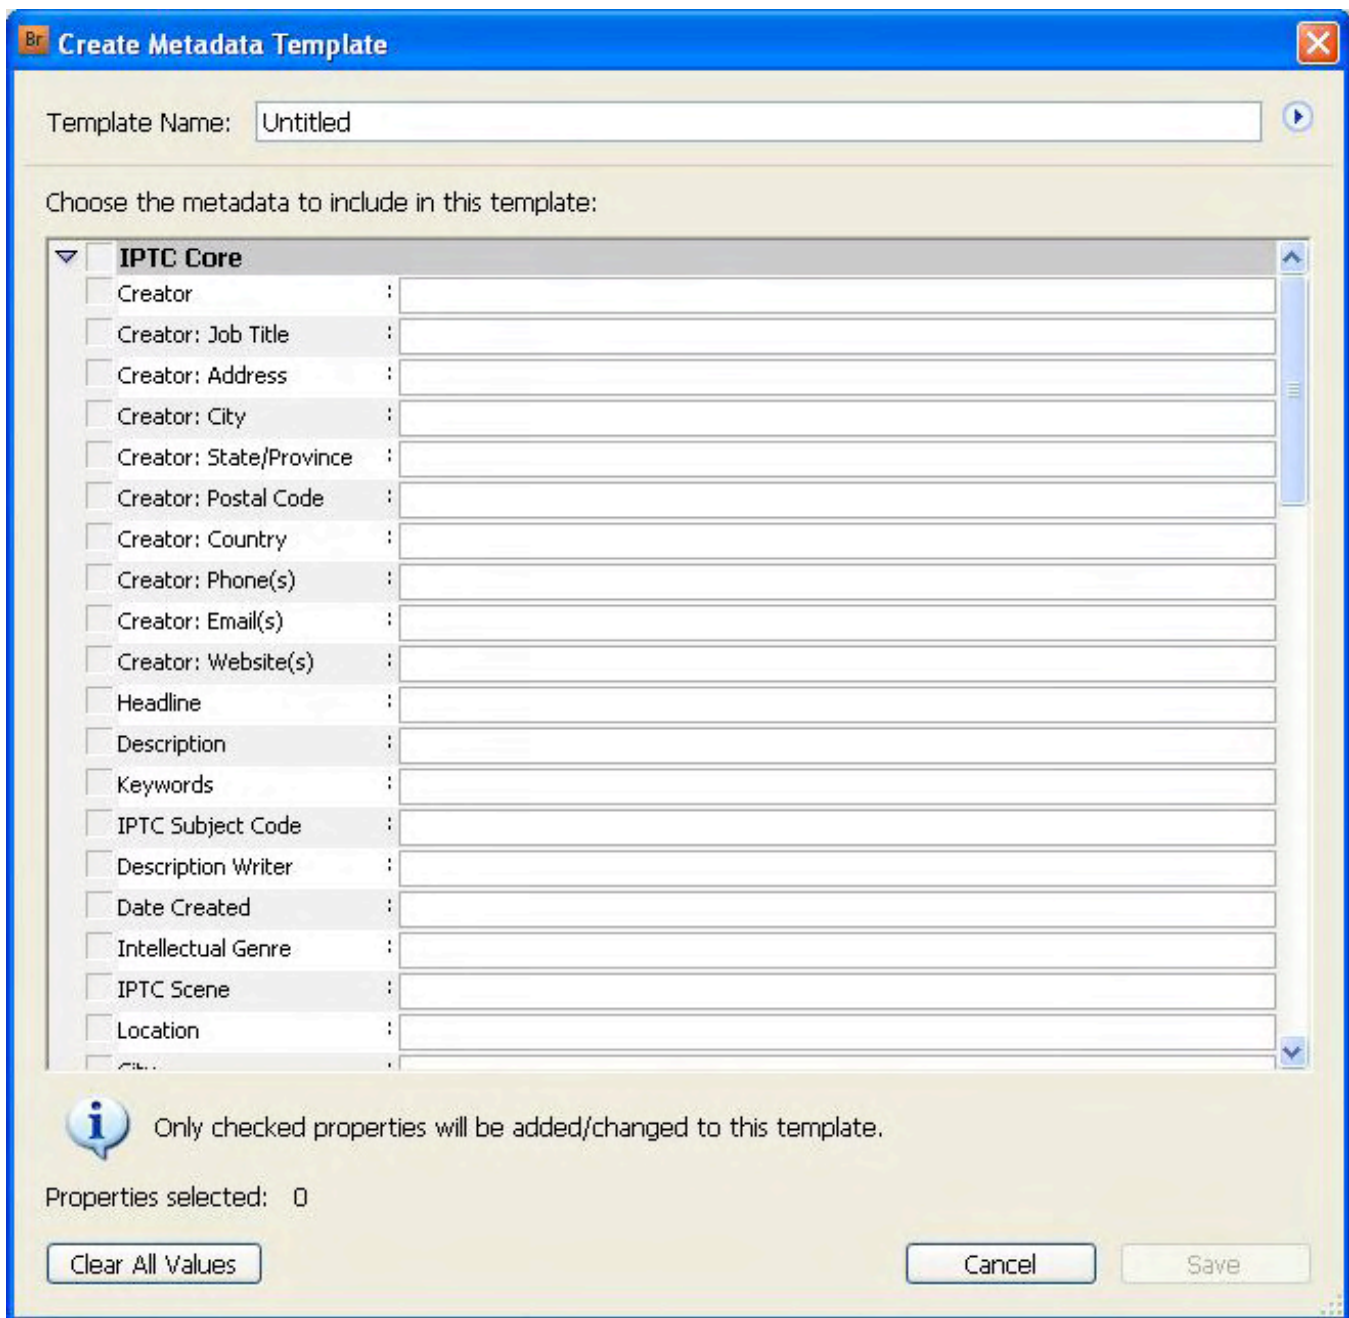 Br Create Metadata Template
Template Name: Untitled
Choose the metadata to include in this template:
IPTC Core
Creator :
Creator: Job Title :
Creator: Address :
Creator: City :
Creator: State/Province :
Creator: Postal Code :
Creator: Country :
Creator: Phone(s) :
Creator: Email(s) :
Creator: Website(s) :
Headline :
Description :
Keywords :
IPTC Subject Code :
Description Writer :
Date Created :
Intellectual Genre :
IPTC Scene :
Location :
City :
i Only checked properties will be added/changed to this template.
Properties selected: 0
Clear All Values Cancel Save